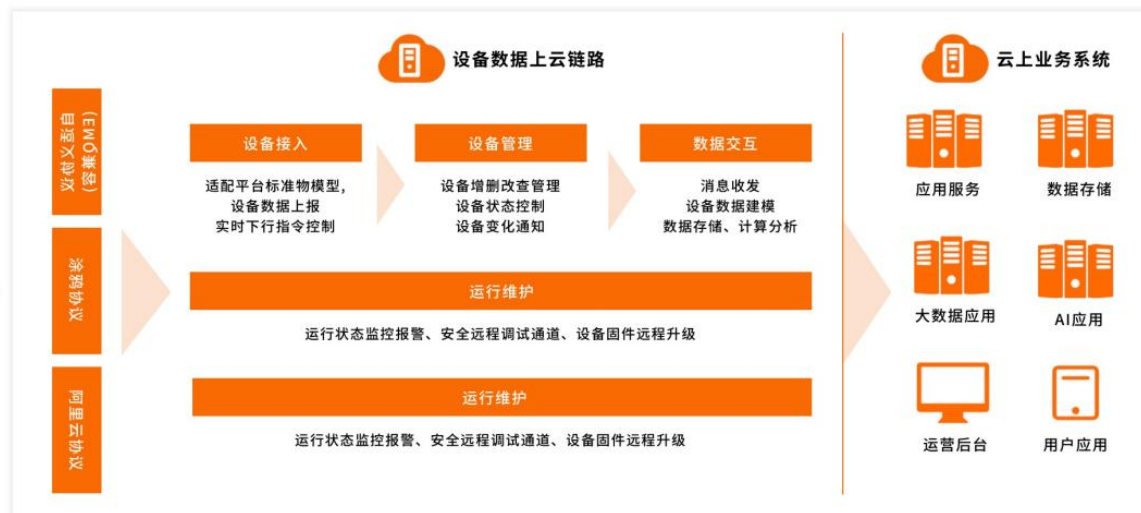 设备数据上云链路
云上业务系统
自定义协议
(EMQ兼容)
涂鸦协议
阿里云协议
设备接入
适配平台标准物模型,
设备数据上报
实时下行指令控制
设备管理
设备增删改查管理
设备状态控制
设备变化通知
数据交互
消息收发
设备数据建模
数据存储、计算分析
运行维护
运行状态监控报警、安全远程调试通道、设备固件远程升级
运行维护
运行状态监控报警、安全远程调试通道、设备固件远程升级
应用服务
数据存储
大数据应用
AI应用
运营后台
用户应用